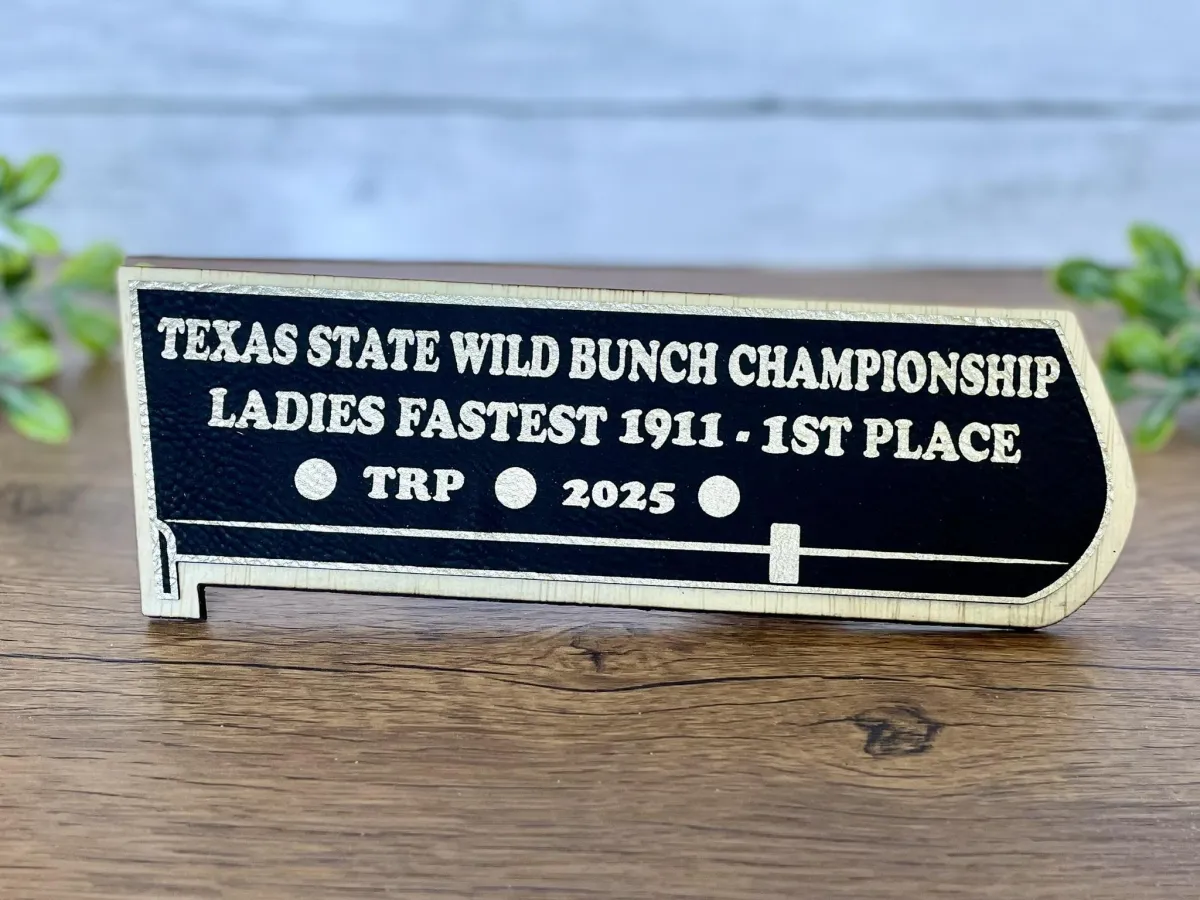 TEXAS STATE WILD BUNCH CHAMPIONSHIP
LADIES FASTEST 1911 - 1ST PLACE
TRP 2025